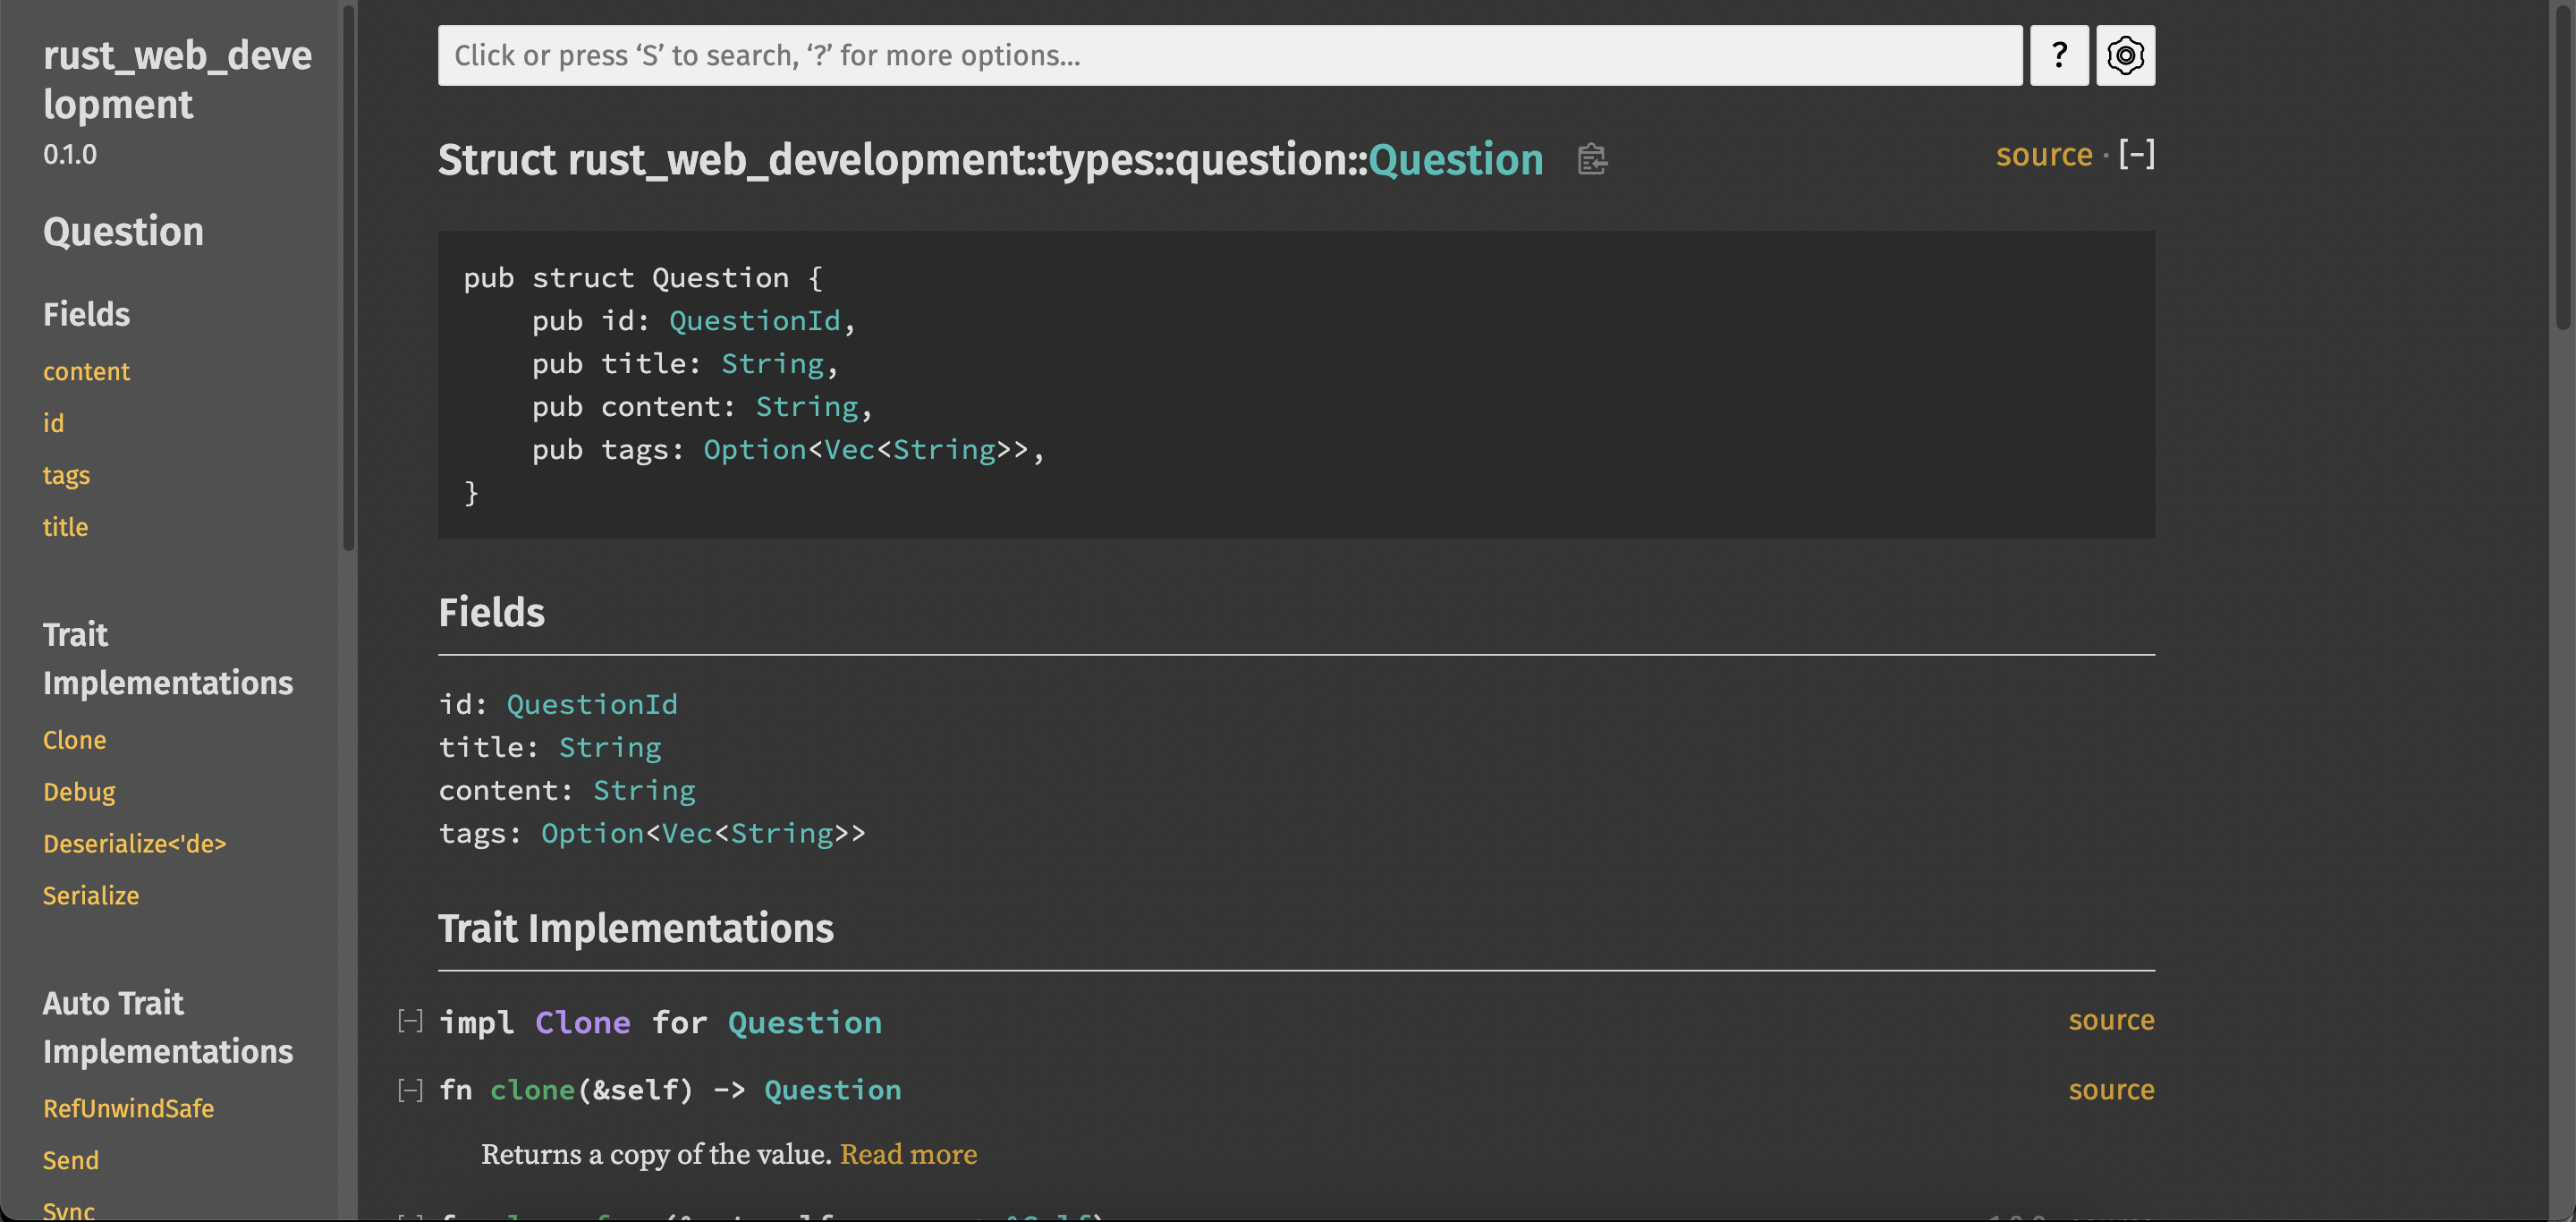 rust_web_deve
lopment
0.1.0
Question
Fields
content
id
tags
title
Trait
Implementations
Clone
Debug
Deserialize<'de>
Serialize
Auto Trait
Implementations
RefUnwindSafe
Send
Sync
Click or press ‘S’ to search, ‘?’ for more options…
?
Struct rust_web_development::types::question::Question
source · [-]
pub struct Question {
    pub id: QuestionId,
    pub title: String,
    pub content: String,
    pub tags: Option<Vec<String>>,
}
Fields
id: QuestionId
title: String
content: String
tags: Option<Vec<String>>
Trait Implementations
[-] impl Clone for Question source
[-] fn clone(&self) -> Question source
Returns a copy of the value. Read more